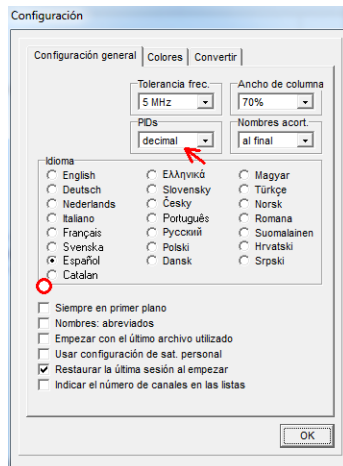 Configuración
Configuración general Colores Convertir
Tolerancia frec. Ancho de columna
5 MHz 70%
PIDs Nombres acort.
decimal al final
Idioma
English Ελληνικά Magyar
Deutsch Slovensky Türkçe
Nederlands Česky Norsk
Italiano Português Romana
Français Русский Suomalainen
Svenska Polski Hrvatski
Español Dansk Srpski
Catalan
Siempre en primer plano
Nombres: abreviados
Empezar con el último archivo utilizado
Usar configuración de sat. personal
Restaurar la última sesión al empezar
Indicar el número de canales en las listas
OK